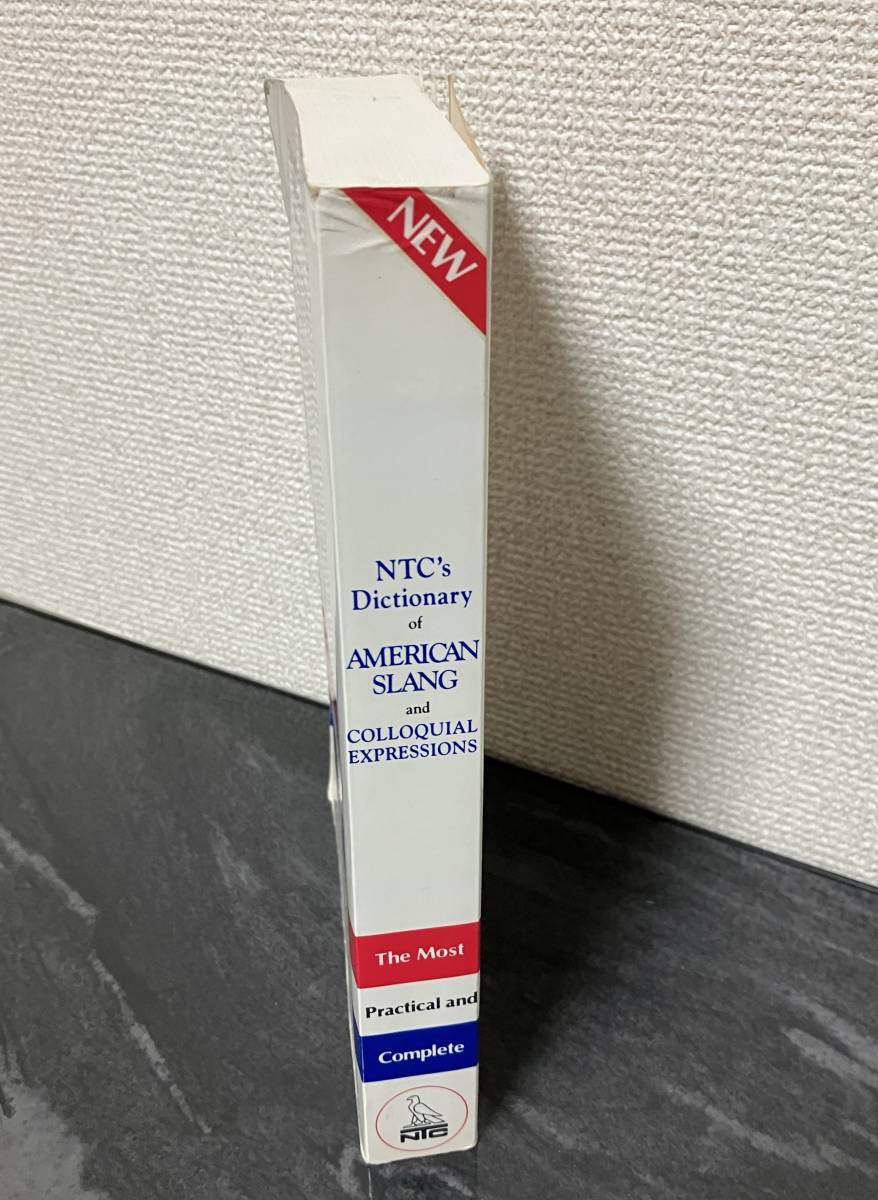 NEW
NTC's
Dictionary
of
AMERICAN
SLANG
and
COLLOQUIAL
EXPRESSIONS
The Most
Practical and
Complete
NTC